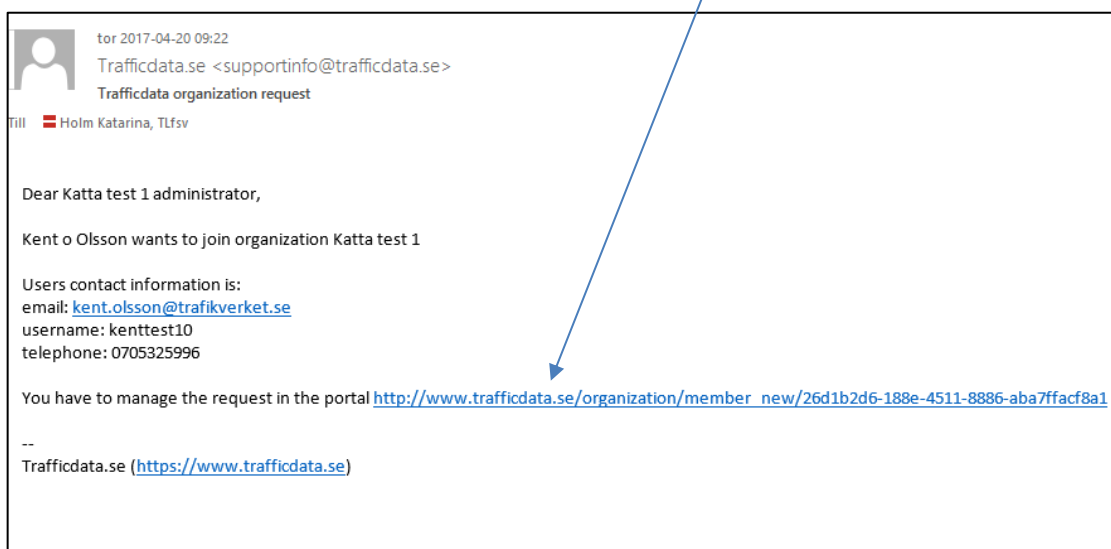 tor 2017-04-20 09:22
Trafficdata.se <supportinfo@trafficdata.se>
Trafficdata organization request
Till Holm Katarina, TLfsv
Dear Katta test 1 administrator,
Kent o Olsson wants to join organization Katta test 1
Users contact information is:
email: kent.olsson@trafikverket.se
username: kenttest10
telephone: 0705325996
You have to manage the request in the portal http://www.trafficdata.se/organization/member_new/26d1b2d6-188e-4511-8886-aba7ffacf8a1
--
Trafficdata.se (https://www.trafficdata.se)